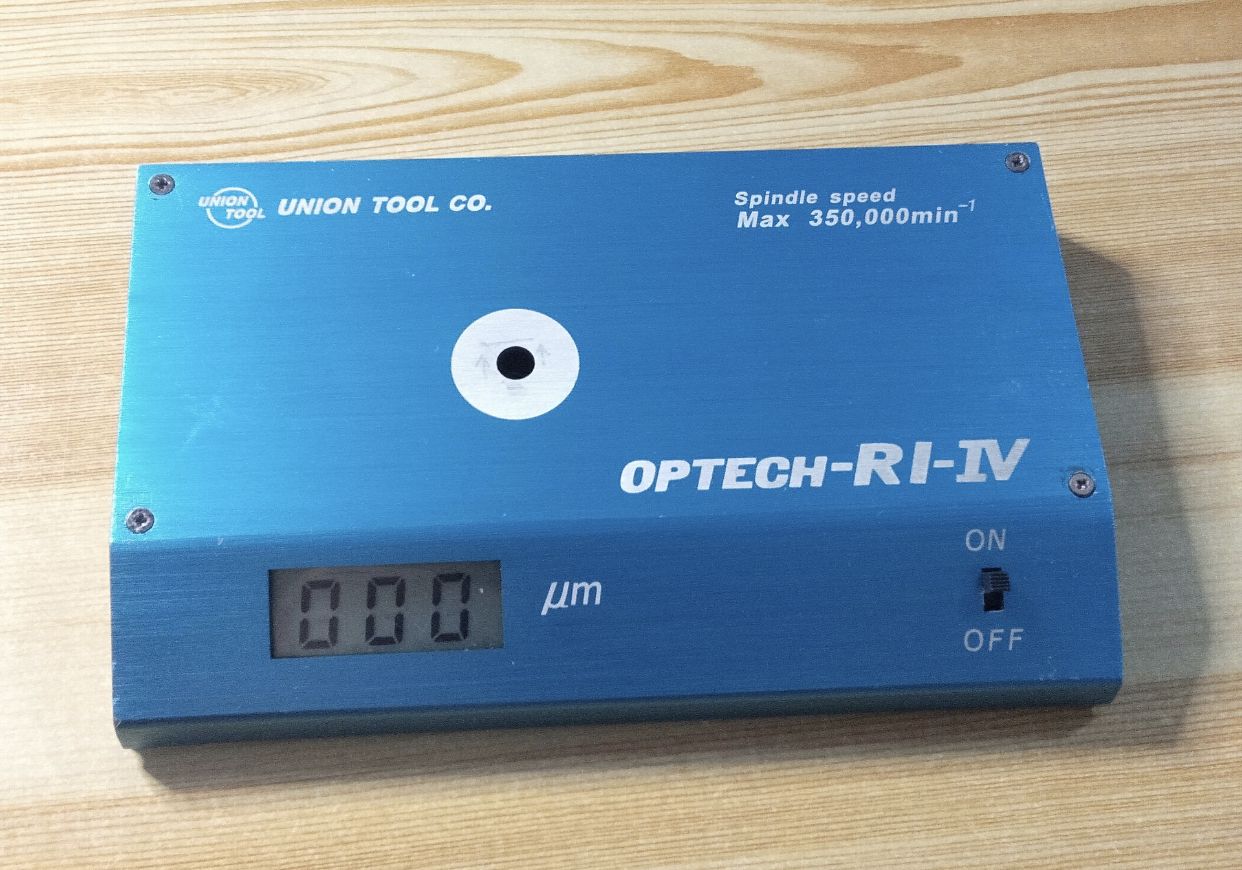 UNION
TOOL
UNION TOOL CO.
Spindle speed
Max 350,000min⁻¹
OPTECH-RI-IV
000
μm
ON
OFF